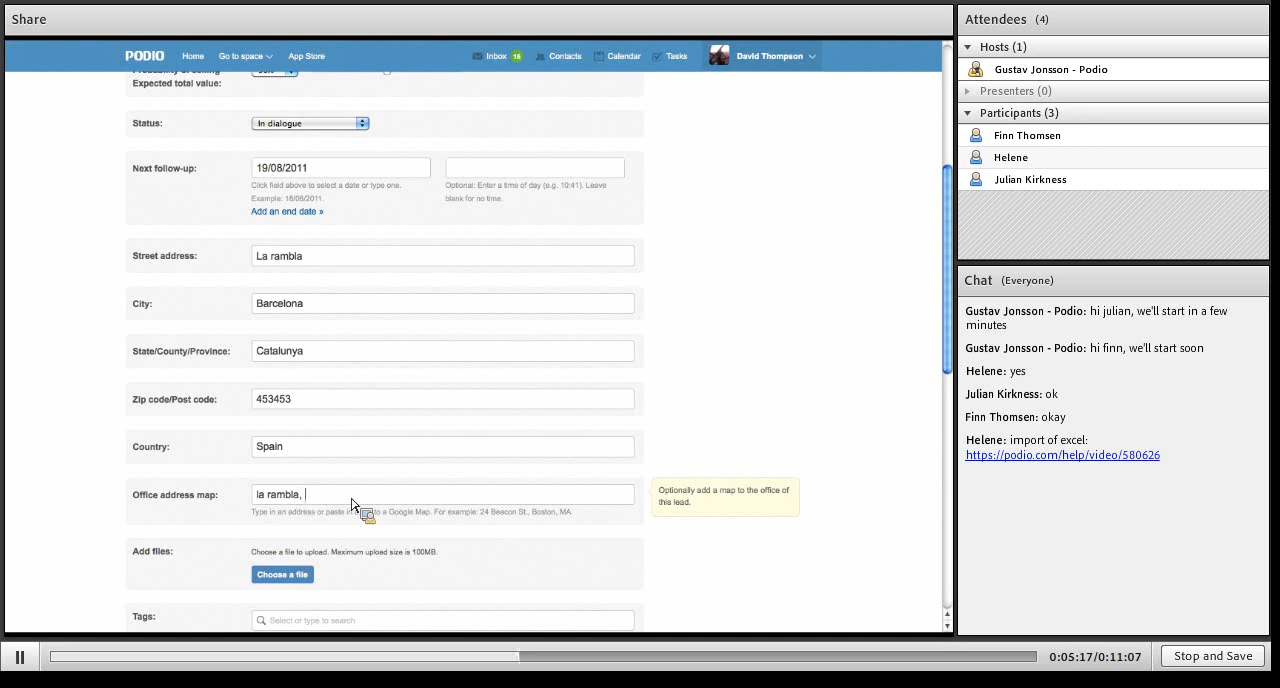 Share
PODIO Home Go to space App Store Inbox 16 Contacts Calendar Tasks David Thompson
Expected total value:
Status: In dialogue
Next follow-up: 19/08/2011
Click field above to select a date or type one. Optional: Enter a time of day (e.g. 10:41). Leave
Example: 18/08/2011. blank for no time.
Add an end date »
Street address: La rambla
City: Barcelona
State/County/Province: Catalunya
Zip code/Post code: 453453
Country: Spain
Office address map: la rambla,
Optionally add a map to the office of
this lead.
Type in an address or paste in to a Google Map. For example: 24 Beacon St., Boston, MA
Add files: Choose a file to upload. Maximum upload size is 100MB.
Choose a file
Tags: Select or type to search
Attendees (4)
Hosts (1)
Gustav Jonsson - Podio
Presenters (0)
Participants (3)
Finn Thomsen
Helene
Julian Kirkness
Chat (Everyone)
Gustav Jonsson - Podio: hi julian, we'll start in a few
minutes
Gustav Jonsson - Podio: hi finn, we'll start soon
Helene: yes
Julian Kirkness: ok
Finn Thomsen: okay
Helene: import of excel:
https://podio.com/help/video/580626
0:05:17/0:11:07 Stop and Save